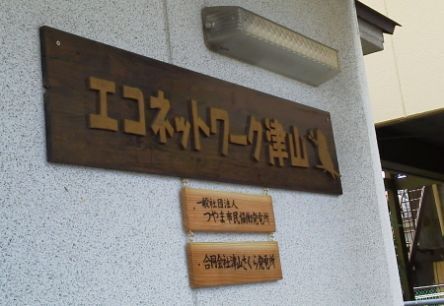 エコネットワーク津山
一般社団法人
つやま市民協働発電所
合同会社津山さくら発電所